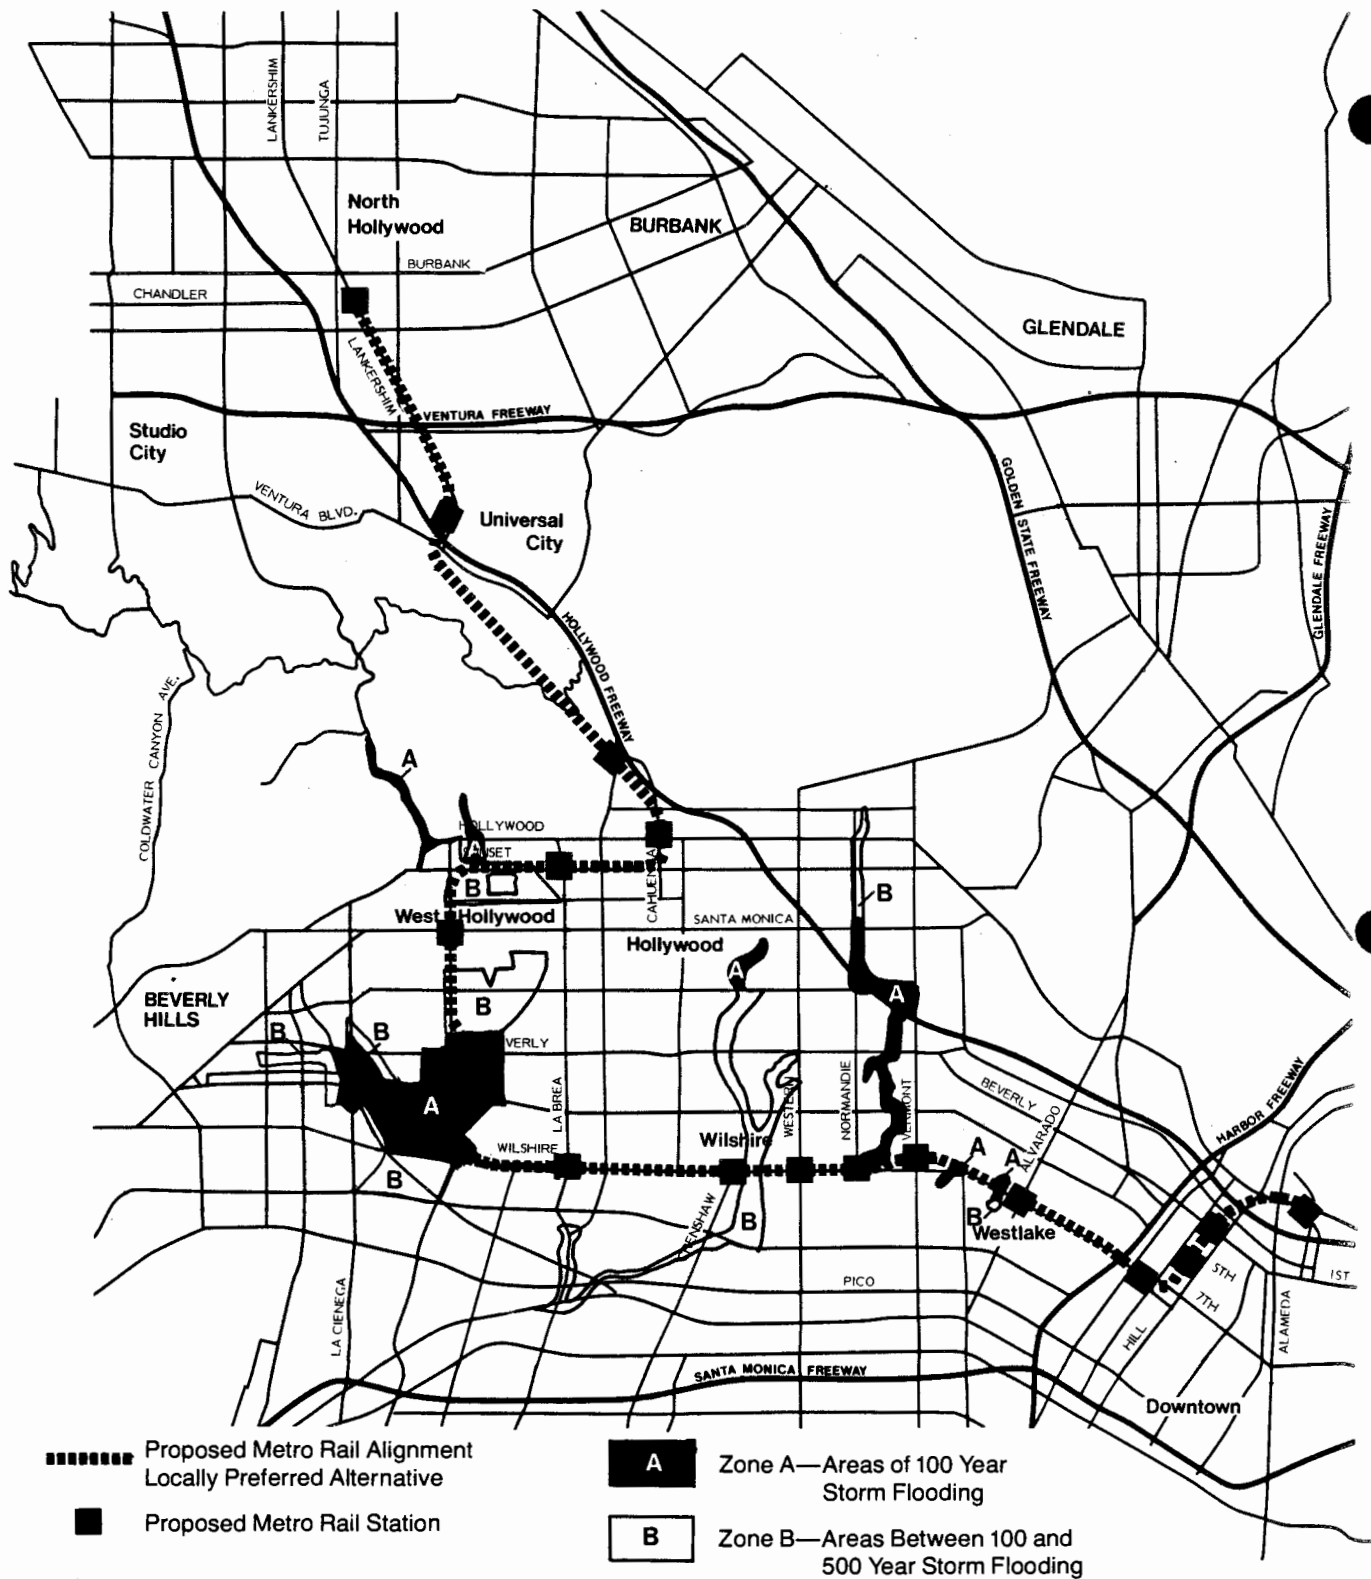 LANKERSHIM
TUJUNGA
North
Hollywood
BURBANK
BURBANK
CHANDLER
GLENDALE
LANKERSHIM
VENTURA FREEWAY
Studio
City
VENTURA BLVD.
Universal
City
GOLDEN STATE FREEWAY
GLENDALE FREEWAY
HOLLYWOOD FREEWAY
COLDWATER CANYON AVE.
A
HOLLYWOOD
A
SUNSET
B
B
CAHUENGA
West Hollywood
SANTA MONICA
Hollywood
A
A
BEVERLY
HILLS
B
B
B
VERLY
A
LA BREA
WESTERN
NORMANDIE
VERMONT
BEVERLY
ALVARADO
HARBOR FREEWAY
Wilshire
WILSHIRE
A
A
B
B
B
RENSHAW
Westlake
PICO
5TH
7TH
1ST
HILL
ALAMEDA
LA CIENEGA
SANTA MONICA FREEWAY
Downtown
Proposed Metro Rail Alignment
Locally Preferred Alternative
Proposed Metro Rail Station
A
Zone A—Areas of 100 Year
Storm Flooding
B
Zone B—Areas Between 100 and
500 Year Storm Flooding